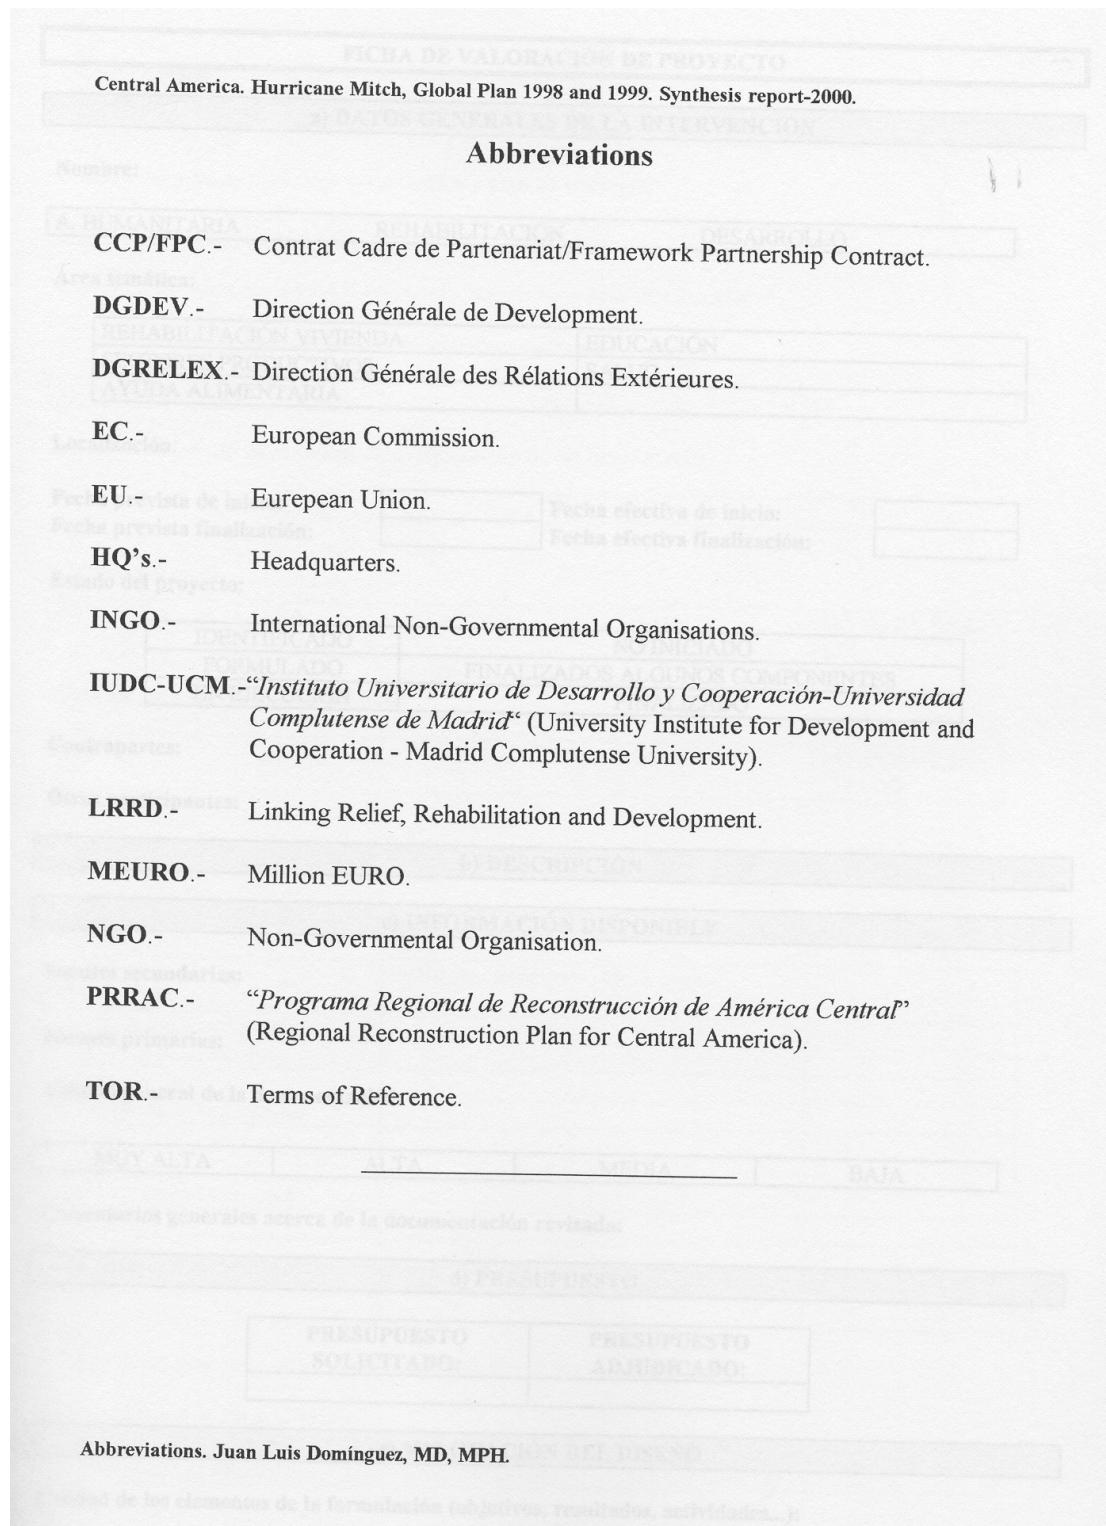 Central America. Hurricane Mitch, Global Plan 1998 and 1999. Synthesis report-2000.
Abbreviations
CCP/FPC.- Contrat Cadre de Partenariat/Framework Partnership Contract.
DGDEV.- Direction Générale de Development.
DGRELEX.- Direction Générale des Rélations Extérieures.
EC.- European Commission.
EU.- Eurepean Union.
HQ's.- Headquarters.
INGO.- International Non-Governmental Organisations.
IUDC-UCM.-“Instituto Universitario de Desarrollo y Cooperación-Universidad
Complutense de Madrid“ (University Institute for Development and
Cooperation - Madrid Complutense University).
LRRD.- Linking Relief, Rehabilitation and Development.
MEURO.- Million EURO.
NGO.- Non-Governmental Organisation.
PRRAC.- “Programa Regional de Reconstrucción de América Central”
(Regional Reconstruction Plan for Central America).
TOR.- Terms of Reference.
Abbreviations. Juan Luis Domínguez, MD, MPH.